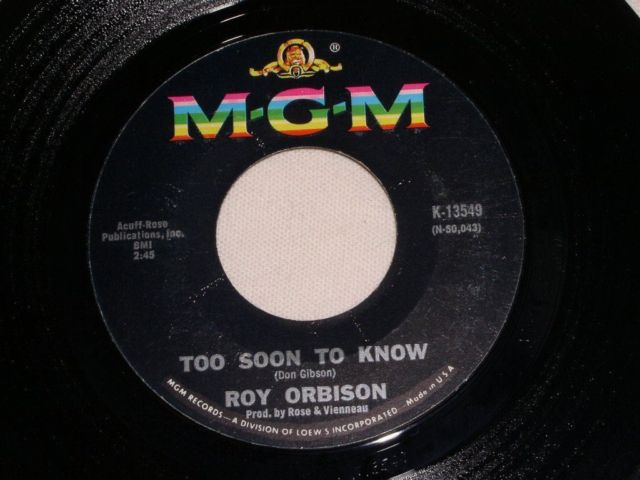 ®
M-G-M
Acuff-Rose
Publications, Inc.
BMI
2:45
K-13549
(N-50,043)
TOO SOON TO KNOW
(Don Gibson)
ROY ORBISON
Prod. by Rose & Vienneau
MGM RECORDS—A DIVISION OF LOEW'S INCORPORATED. Made in U.S.A